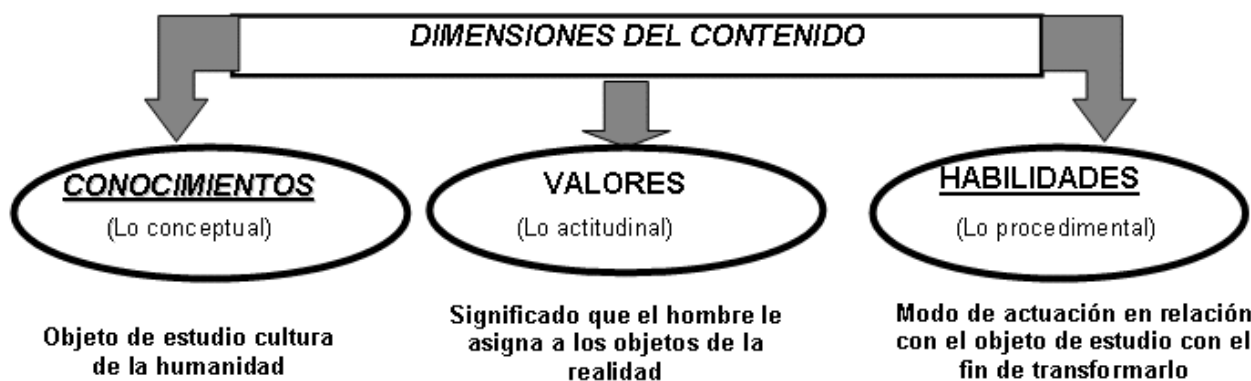 DIMENSIONES DEL CONTENIDO
CONOCIMIENTOS
(Lo conceptual)
VALORES
(Lo actitudinal)
HABILIDADES
(Lo procedimental)
Objeto de estudio cultura
de la humanidad
Significado que el hombre le
asigna a los objetos de la
realidad
Modo de actuación en relación
con el objeto de estudio con el
fin de transformarlo